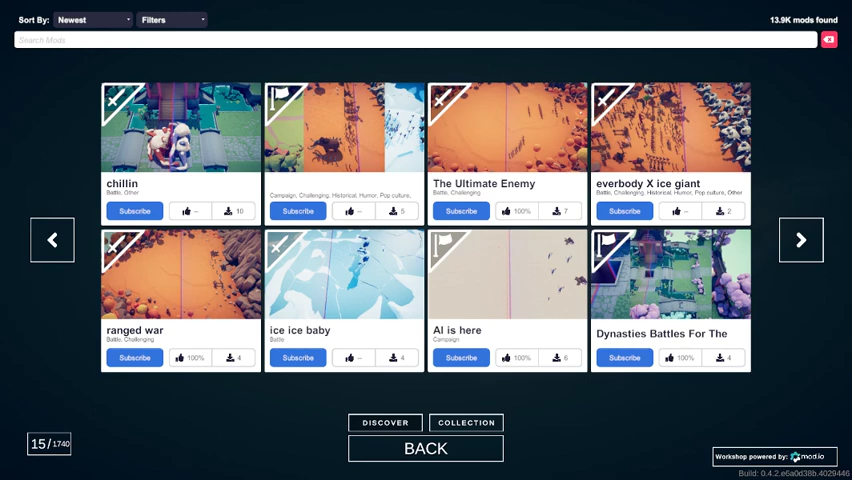 Sort By: Newest Filters 13.9K mods found
Search Mods
chillin
Battle, Other
Subscribe -- 10
Campaign, Challenging, Historical, Humor, Pop culture,
Subscribe -- 5
The Ultimate Enemy
Battle, Challenging
Subscribe 100% 7
everbody X ice giant
Battle, Challenging, Historical, Humor, Pop culture, Other
Subscribe -- 2
ranged war
Battle, Challenging
Subscribe 100% 4
ice ice baby
Battle
Subscribe -- 4
AI is here
Campaign
Subscribe 100% 6
Dynasties Battles For The
Subscribe 100% 4
DISCOVER COLLECTION
15/1740
BACK
Workshop powered by: mod.io
Build: 0.4.2.e6a0d38b.4029446